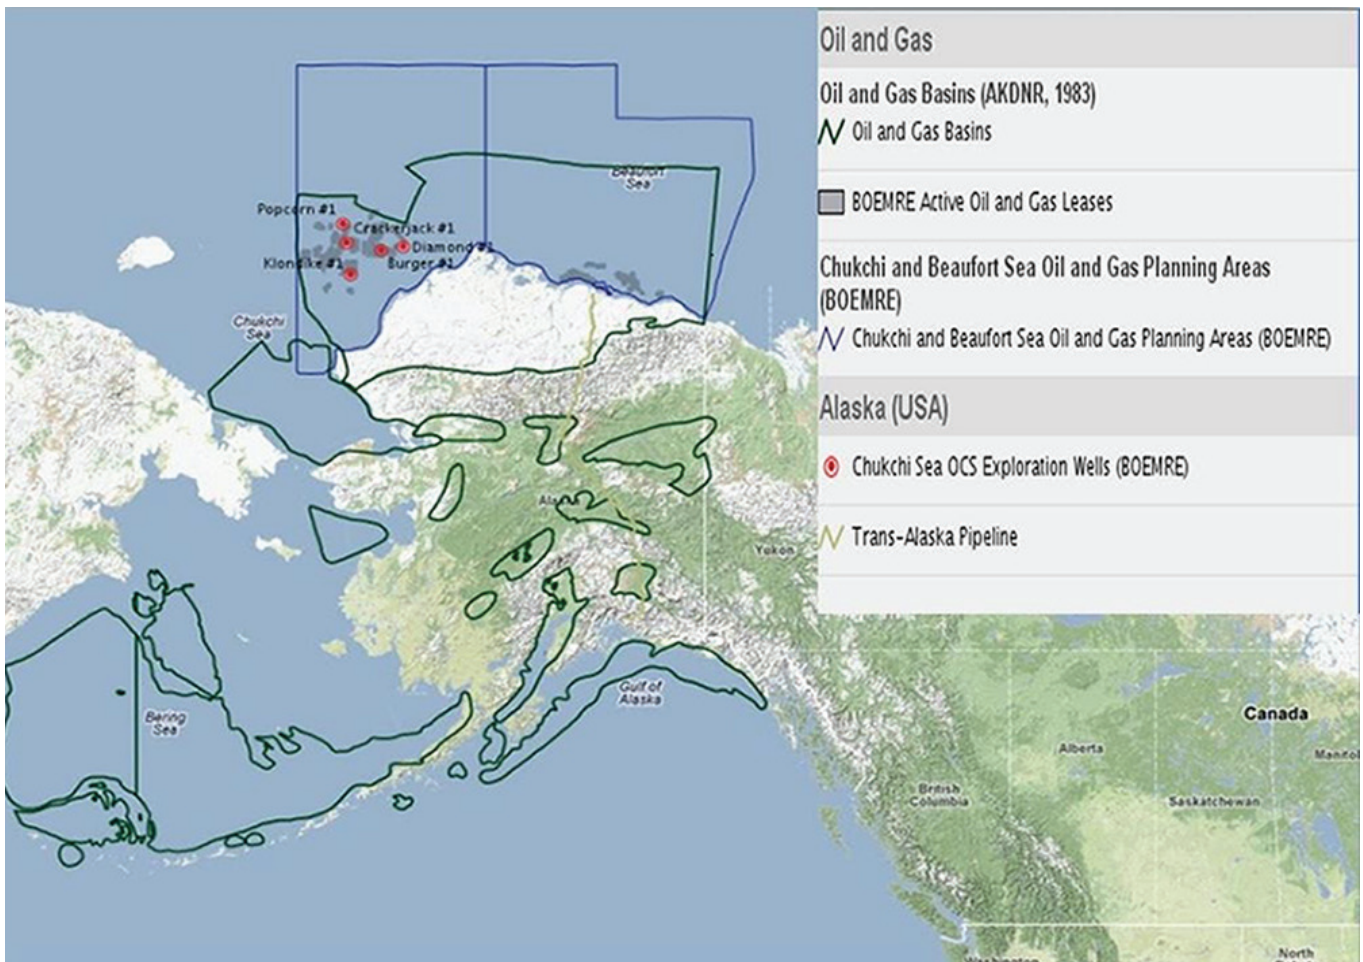 Oil and Gas
Oil and Gas Basins (AKDNR, 1983)
Oil and Gas Basins
BOEMRE Active Oil and Gas Leases
Chukchi and Beaufort Sea Oil and Gas Planning Areas
(BOEMRE)
Chukchi and Beaufort Sea Oil and Gas Planning Areas (BOEMRE)
Alaska (USA)
Chukchi Sea OCS Exploration Wells (BOEMRE)
Trans-Alaska Pipeline
Beaufort
Sea
Popcorn #1
Crackerjack #1
Diamond #1
Klondike #1
Burger #1
Chukchi
Sea
Alaska
Yukon
Gulf of
Alaska
Bering
Sea
Canada
Alberta
Manitol
British
Columbia
Saskatchewan
Washington
North